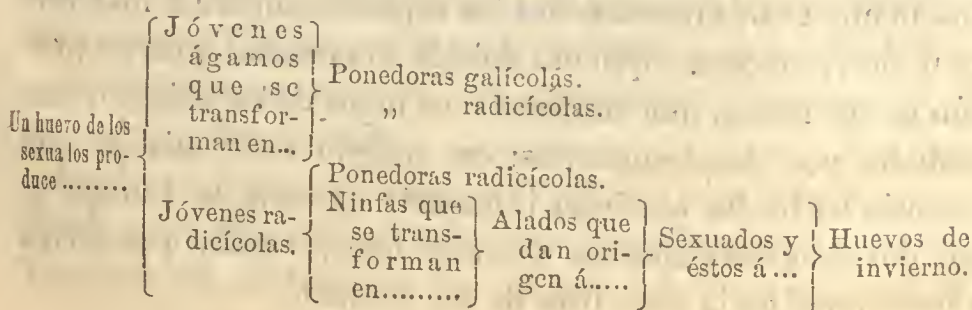 Un huevo de los
sexua los pro-
duce ........
Jóvenes
ágamos
que se
transfor-
man en...
Ponedoras galícolas.
„ radicícolas.
Jóvenes ra-
dicícolas.
Ponedoras radicícolas.
Ninfas que
se trans-
forman
en.........
Alados que
dan ori-
gen á.....
Sexuados y
éstos á ...
Huevos de
invierno.